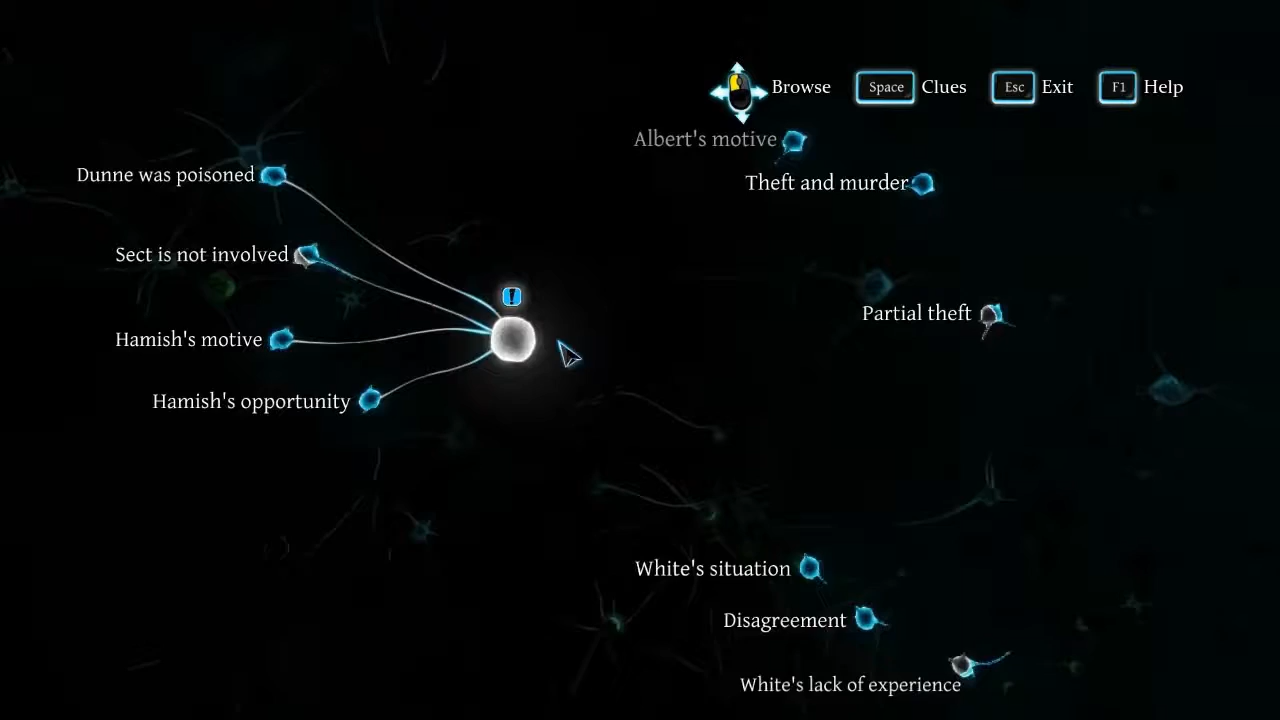 Browse
Space
Clues
Esc
Exit
F1
Help
Albert's motive
Dunne was poisoned
Theft and murder
Sect is not involved
!
Partial theft
Hamish's motive
Hamish's opportunity
White's situation
Disagreement
White's lack of experience